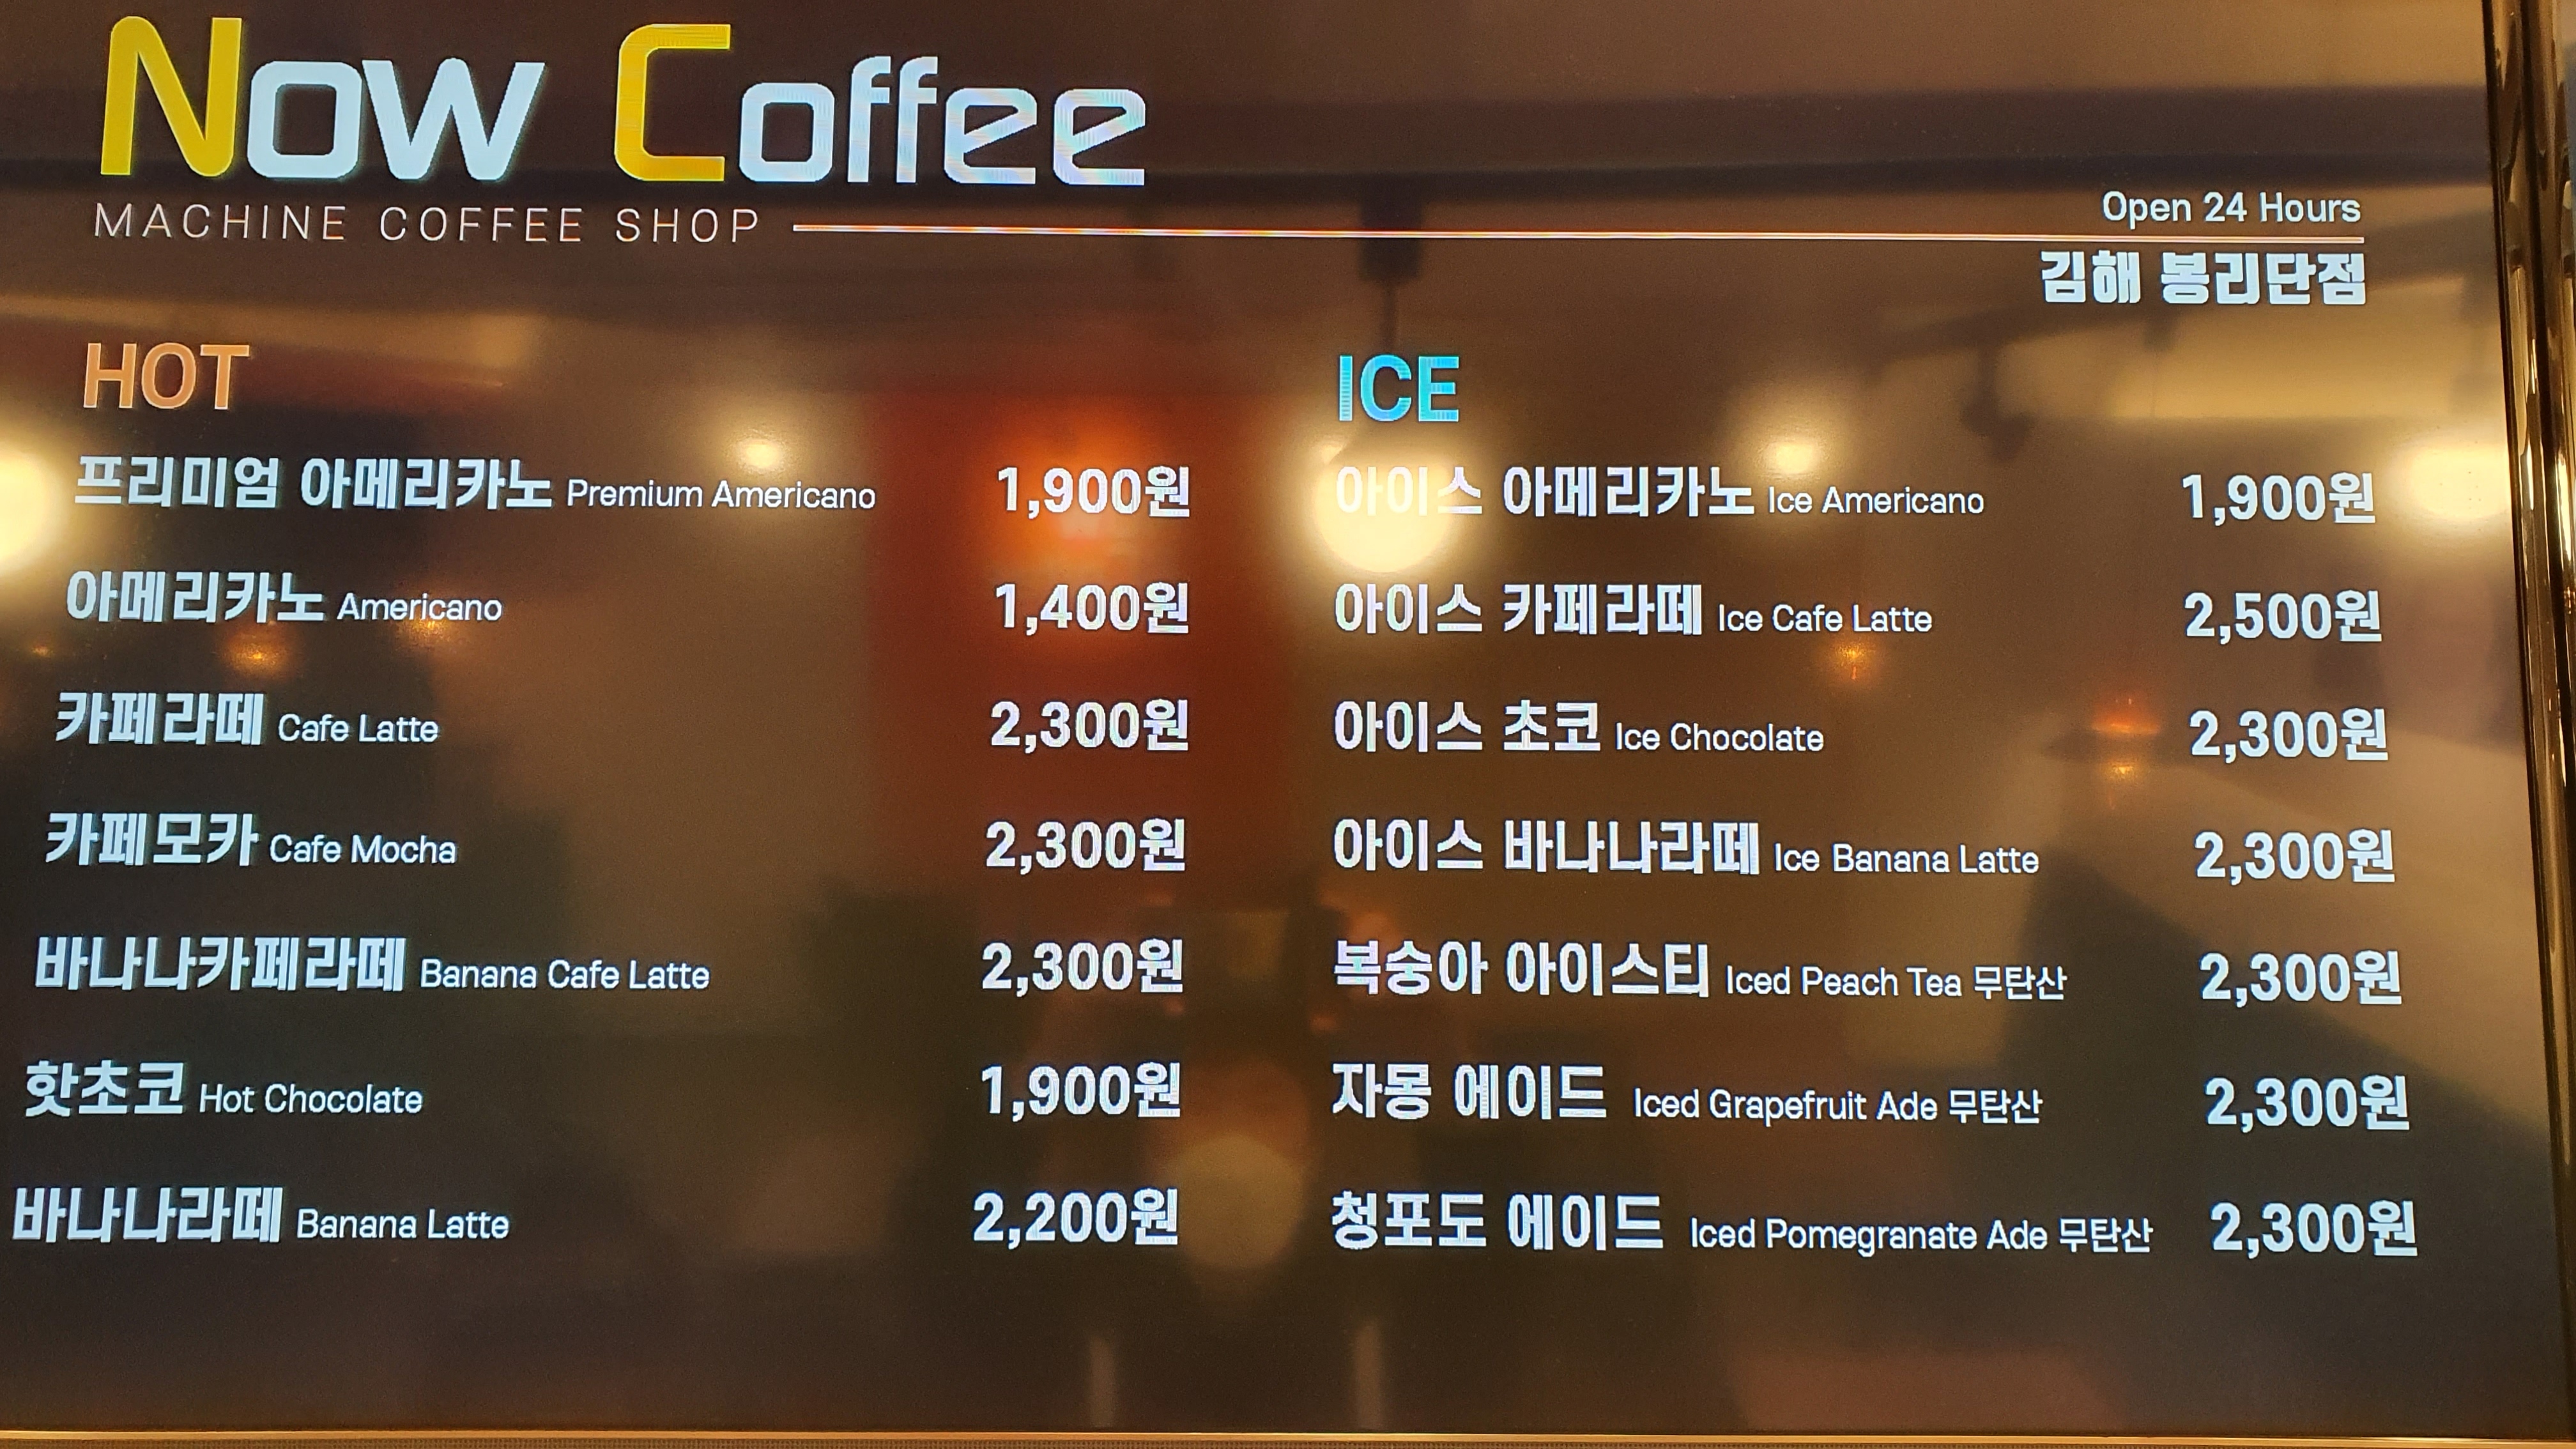 Now Coffee
MACHINE COFFEE SHOP
Open 24 Hours
김해 봉리단점
HOT
프리미엄 아메리카노 Premium Americano 1,900원
아메리카노 Americano 1,400원
카페라떼 Cafe Latte 2,300원
카페모카 Cafe Mocha 2,300원
바나나카페라떼 Banana Cafe Latte 2,300원
핫초코 Hot Chocolate 1,900원
바나나라떼 Banana Latte 2,200원
ICE
아이스 아메리카노 Ice Americano 1,900원
아이스 카페라떼 Ice Cafe Latte 2,500원
아이스 초코 Ice Chocolate 2,300원
아이스 바나나라떼 Ice Banana Latte 2,300원
복숭아 아이스티 Iced Peach Tea 무탄산 2,300원
자몽 에이드 Iced Grapefruit Ade 무탄산 2,300원
청포도 에이드 Iced Pomegranate Ade 무탄산 2,300원